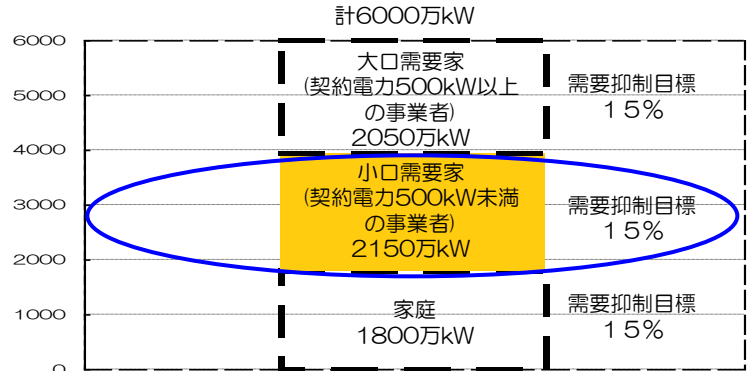 計6000万kW
6000
5000
4000
3000
2000
1000
0
大口需要家
(契約電力500kW以上
の事業者)
2050万kW
需要抑制目標
１５%
小口需要家
(契約電力500kW未満
の事業者)
2150万kW
需要抑制目標
１５%
家庭
1800万kW
需要抑制目標
１５%